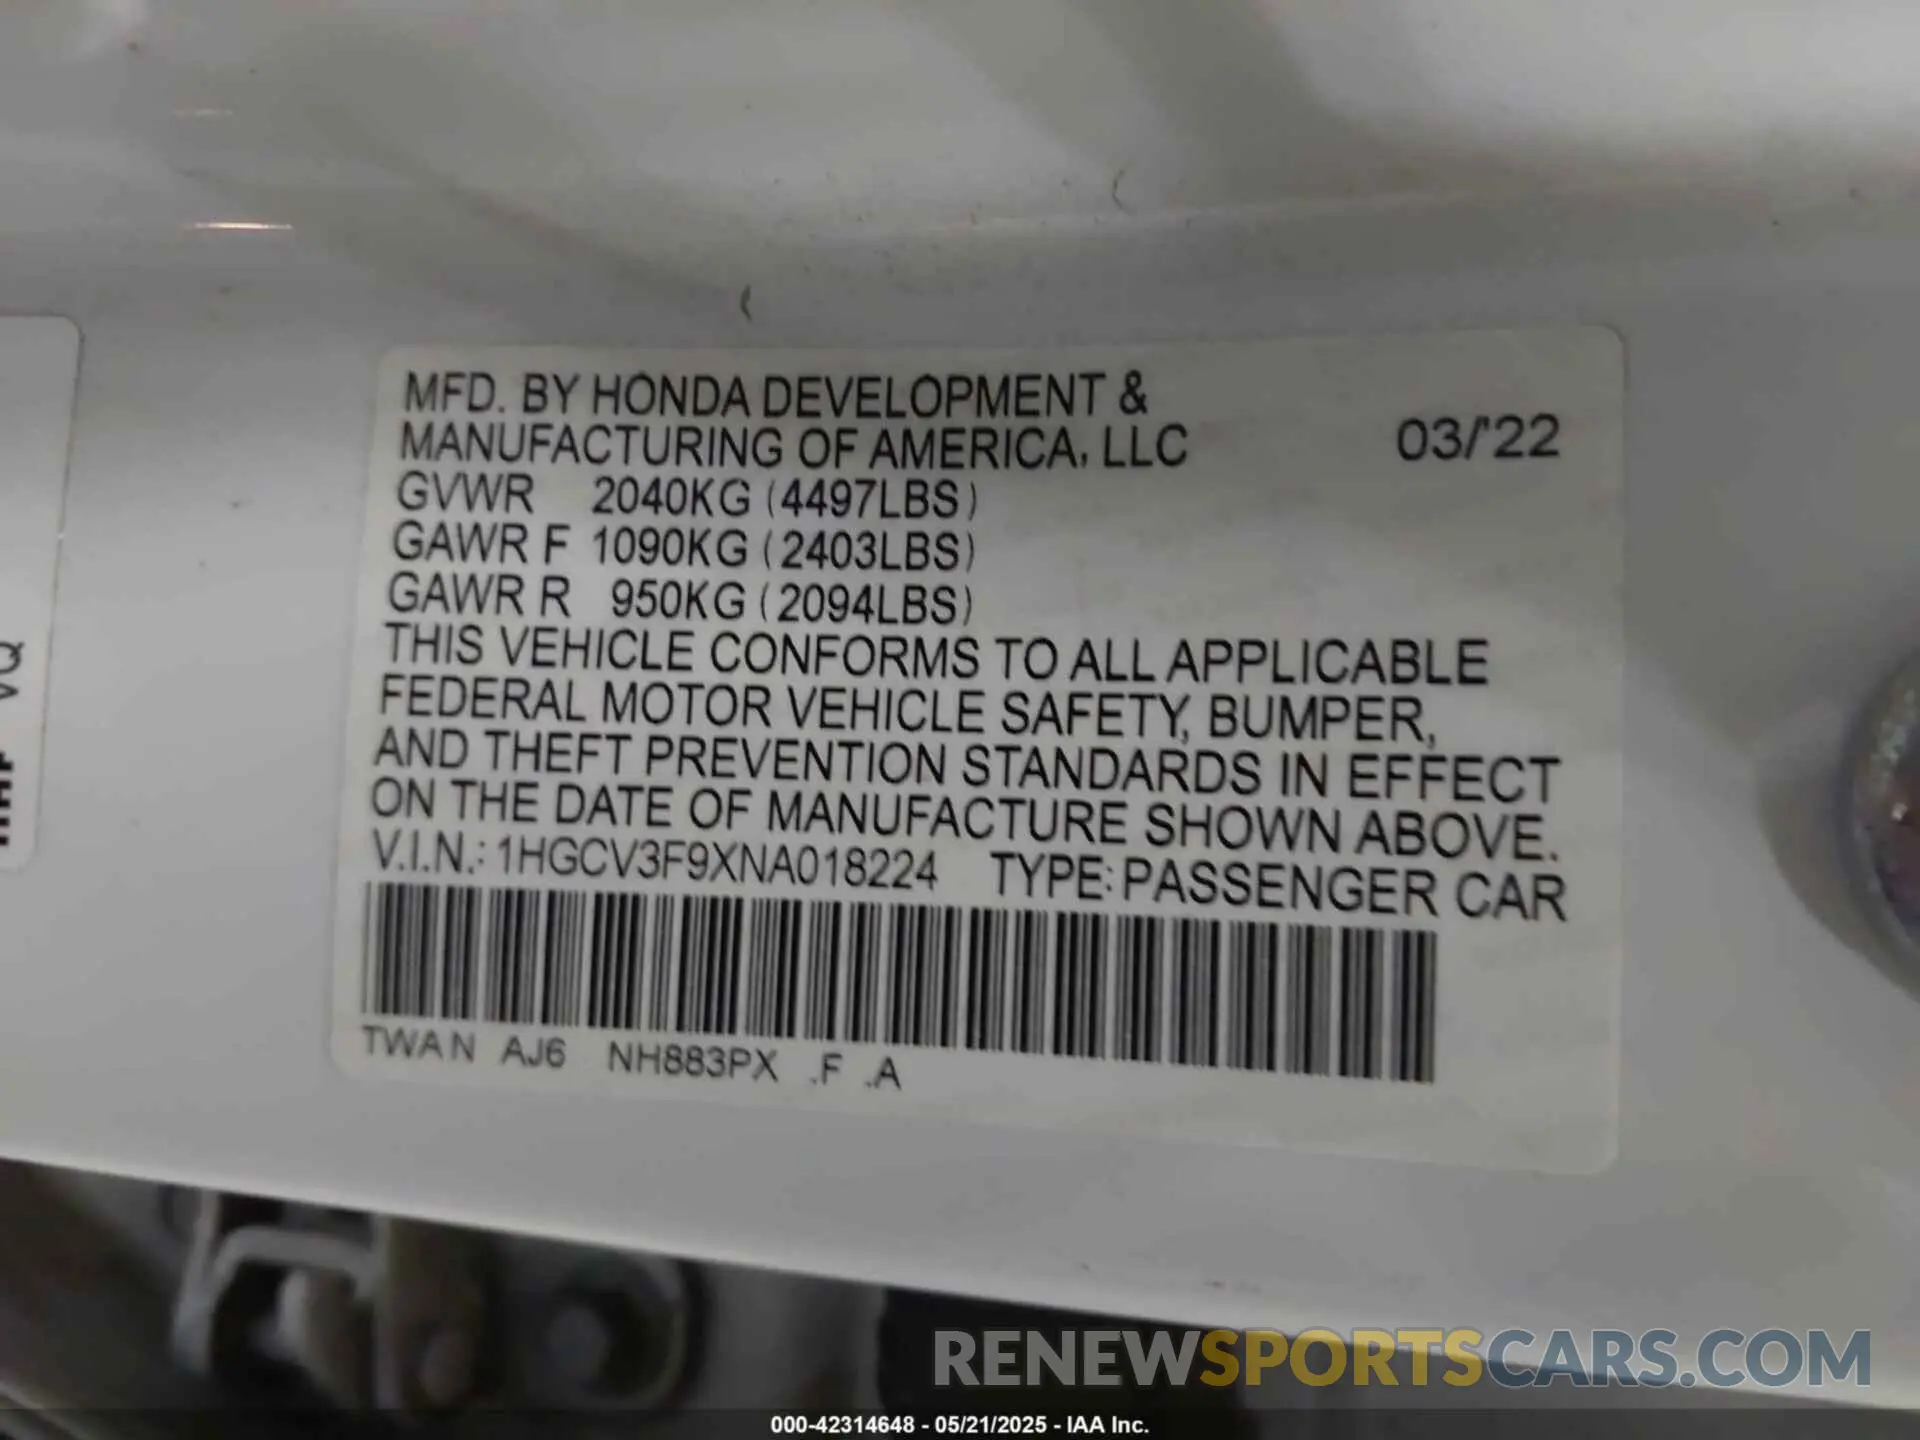 MFD. BY HONDA DEVELOPMENT &
MANUFACTURING OF AMERICA, LLC 03/'22
GVWR 2040KG (4497LBS)
GAWR F 1090KG (2403LBS)
GAWR R 950KG (2094LBS)
THIS VEHICLE CONFORMS TO ALL APPLICABLE
FEDERAL MOTOR VEHICLE SAFETY, BUMPER,
AND THEFT PREVENTION STANDARDS IN EFFECT
ON THE DATE OF MANUFACTURE SHOWN ABOVE.
V.I.N.: 1HGCV3F9XNA018224 TYPE: PASSENGER CAR
TWAN AJ6 NH883PX .F .A
VQ
RENEWSPORTSCARS.COM
000-42314648 - 05/21/2025 - IAA Inc.